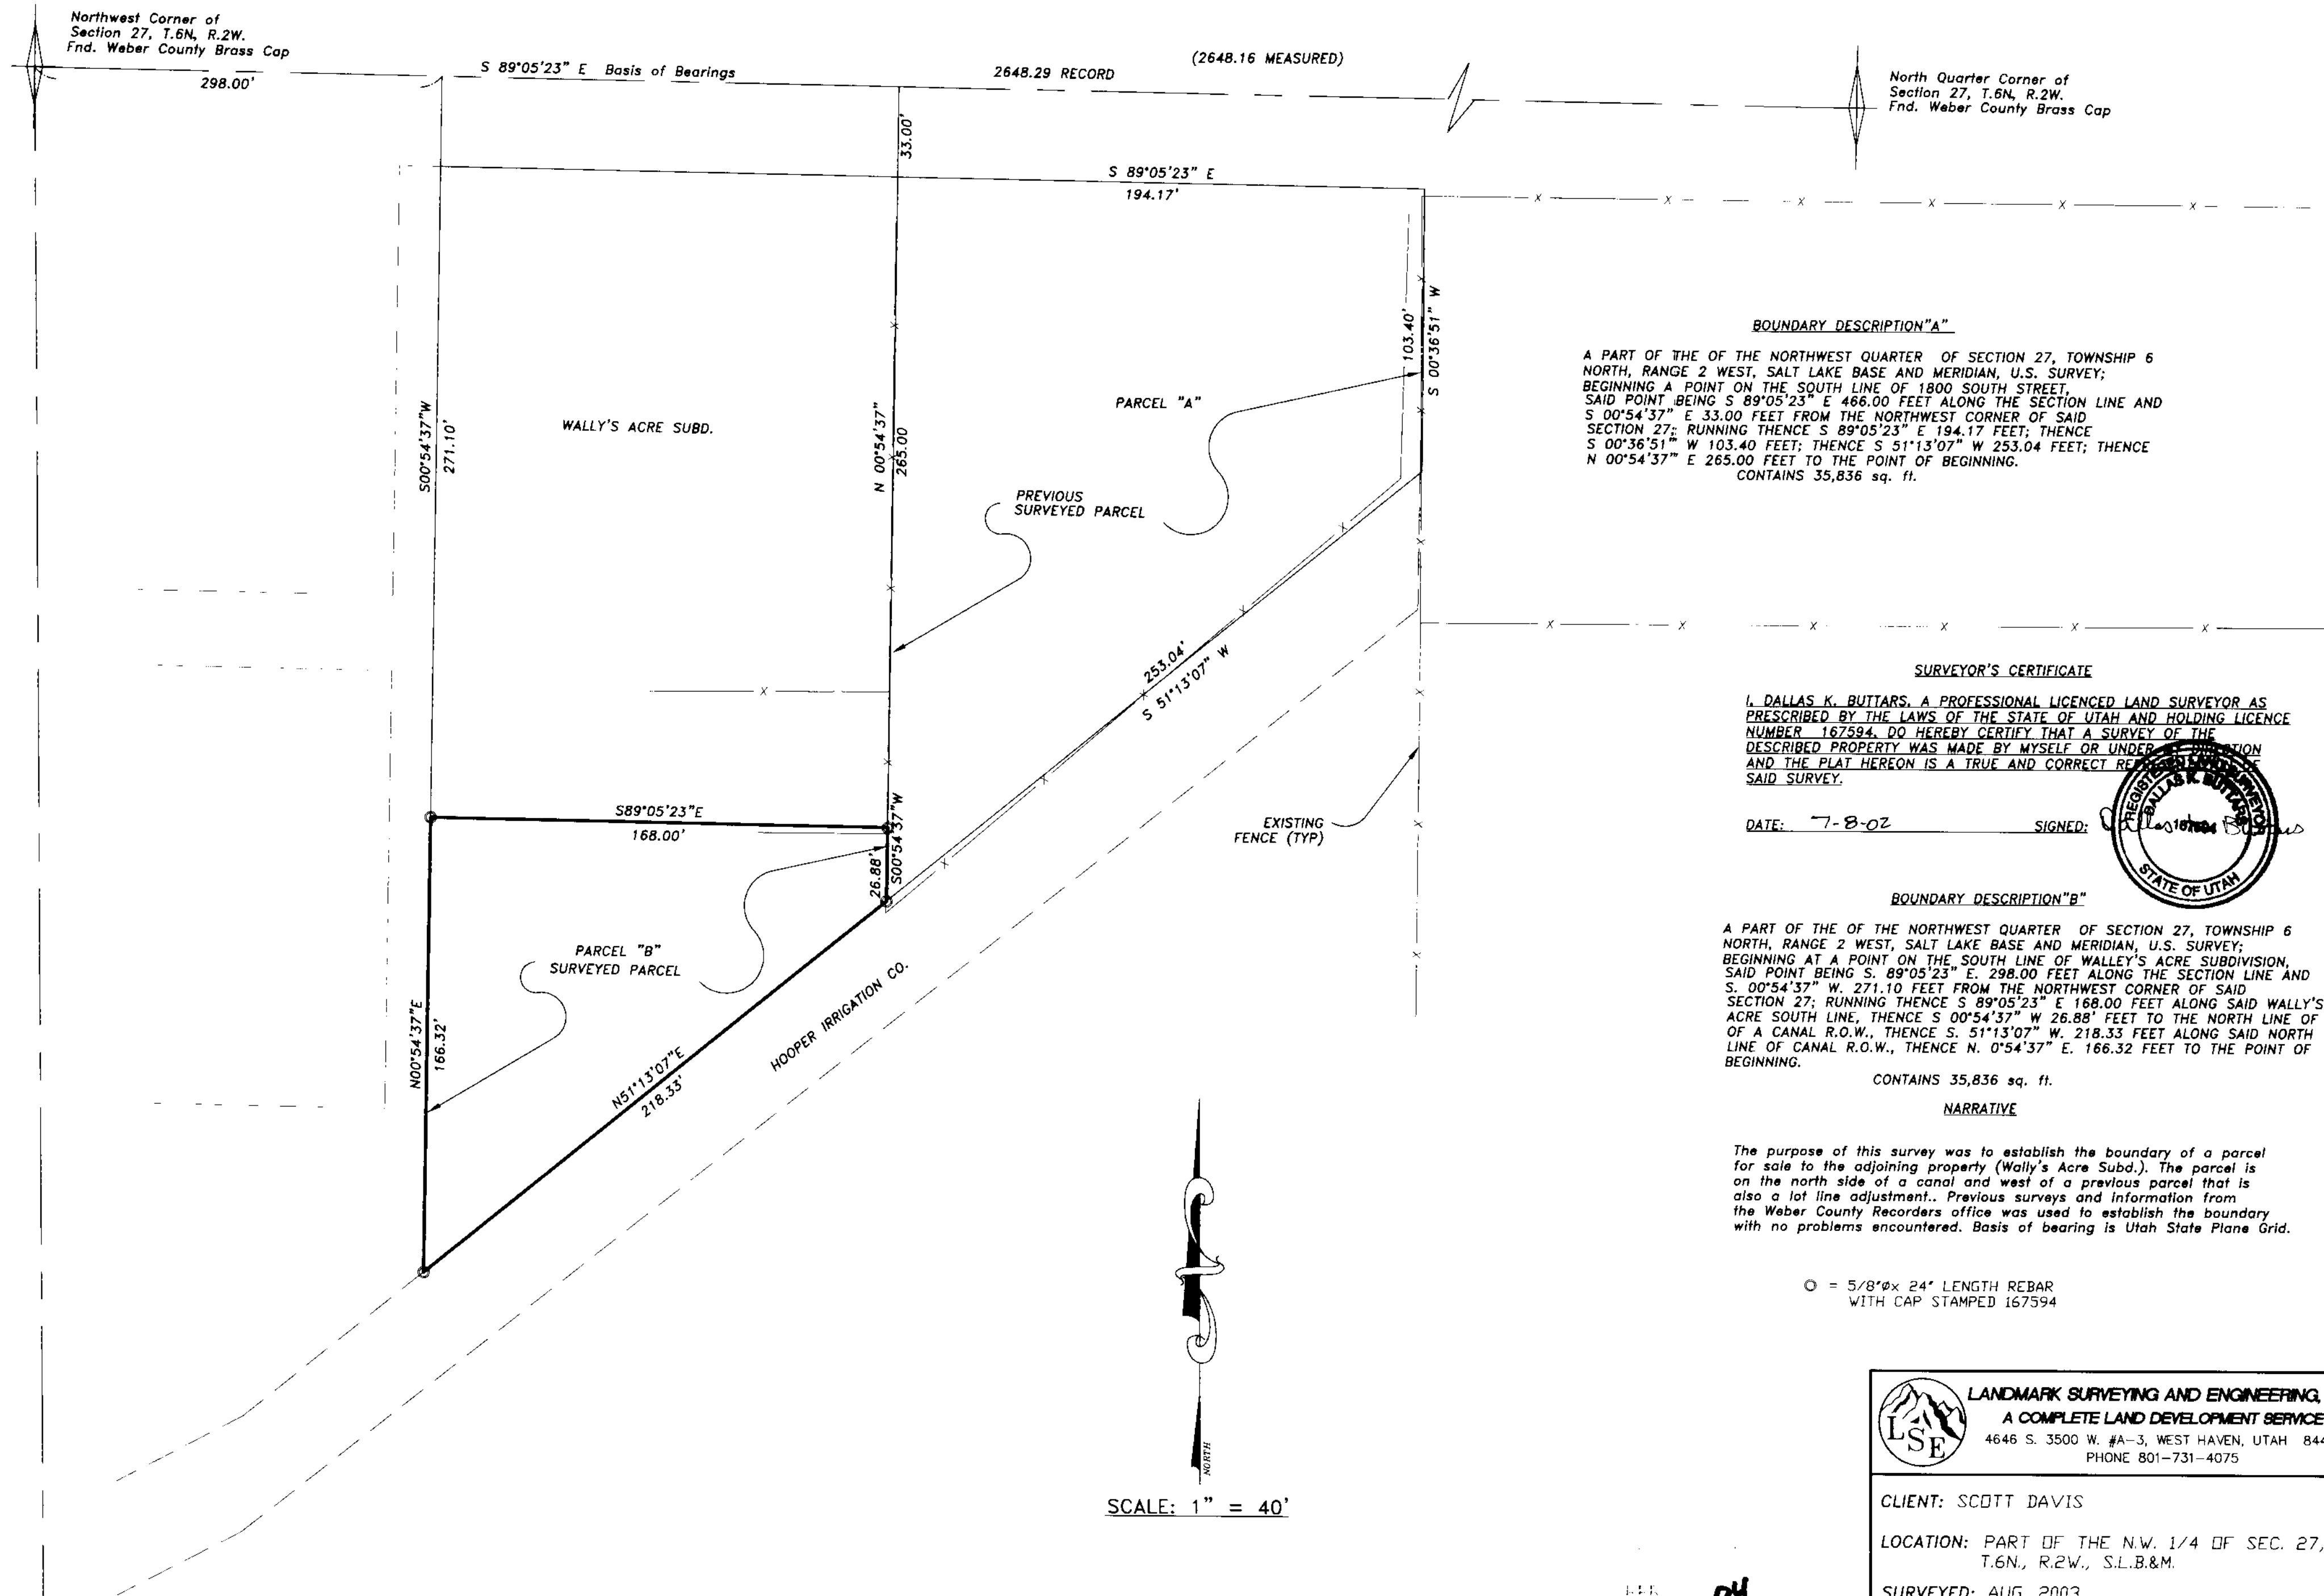 Northwest Corner of
Section 27, T.6N, R.2W.
Fnd. Weber County Brass Cap
298.00'
S 89°05'23" E Basis of Bearings
2648.29 RECORD
(2648.16 MEASURED)
North Quarter Corner of
Section 27, T.6N, R.2W.
Fnd. Weber County Brass Cap
33.00'
S 89°05'23" E
194.17'
S00°54'37"W
271.10'
WALLY'S ACRE SUBD.
N 00°54'37"
265.00
PARCEL "A"
103.40'
S 00°36'51" W
PREVIOUS
SURVEYED PARCEL
253.04'
S 51°13'07" W
EXISTING
FENCE (TYP)
S89°05'23"E
168.00'
26.88'
S00°54'37"W
PARCEL "B"
SURVEYED PARCEL
N00°54'37"E
166.32'
N51°13'07"E
218.33'
HOOPER IRRIGATION CO.
NORTH
SCALE: 1" = 40'
BOUNDARY DESCRIPTION"A"
A PART OF THE OF THE NORTHWEST QUARTER OF SECTION 27, TOWNSHIP 6
NORTH, RANGE 2 WEST, SALT LAKE BASE AND MERIDIAN, U.S. SURVEY;
BEGINNING A POINT ON THE SOUTH LINE OF 1800 SOUTH STREET,
SAID POINT BEING S 89°05'23" E 466.00 FEET ALONG THE SECTION LINE AND
S 00°54'37" E 33.00 FEET FROM THE NORTHWEST CORNER OF SAID
SECTION 27; RUNNING THENCE S 89°05'23" E 194.17 FEET; THENCE
S 00°36'51" W 103.40 FEET; THENCE S 51°13'07" W 253.04 FEET; THENCE
N 00°54'37" E 265.00 FEET TO THE POINT OF BEGINNING.
CONTAINS 35,836 sq. ft.
SURVEYOR'S CERTIFICATE
I, DALLAS K. BUTTARS, A PROFESSIONAL LICENCED LAND SURVEYOR AS
PRESCRIBED BY THE LAWS OF THE STATE OF UTAH AND HOLDING LICENCE
NUMBER 167594, DO HEREBY CERTIFY THAT A SURVEY OF THE
DESCRIBED PROPERTY WAS MADE BY MYSELF OR UNDER
AND THE PLAT HEREON IS A TRUE AND CORRECT
SAID SURVEY.
DATE: 7-8-02 SIGNED: Dallas K. Buttars
REGISTERED LAND SURVEYOR
DALLAS K. BUTTARS
167594
STATE OF UTAH
BOUNDARY DESCRIPTION"B"
A PART OF THE OF THE NORTHWEST QUARTER OF SECTION 27, TOWNSHIP 6
NORTH, RANGE 2 WEST, SALT LAKE BASE AND MERIDIAN, U.S. SURVEY;
BEGINNING AT A POINT ON THE SOUTH LINE OF WALLEY'S ACRE SUBDIVISION,
SAID POINT BEING S. 89°05'23" E. 298.00 FEET ALONG THE SECTION LINE AND
S. 00°54'37" W. 271.10 FEET FROM THE NORTHWEST CORNER OF SAID
SECTION 27; RUNNING THENCE S 89°05'23" E 168.00 FEET ALONG SAID WALLY'S
ACRE SOUTH LINE, THENCE S 00°54'37" W 26.88' FEET TO THE NORTH LINE OF
OF A CANAL R.O.W., THENCE S. 51°13'07" W. 218.33 FEET ALONG SAID NORTH
LINE OF CANAL R.O.W., THENCE N. 0°54'37" E. 166.32 FEET TO THE POINT OF
BEGINNING.
CONTAINS 35,836 sq. ft.
NARRATIVE
The purpose of this survey was to establish the boundary of a parcel
for sale to the adjoining property (Wally's Acre Subd.). The parcel is
on the north side of a canal and west of a previous parcel that is
also a lot line adjustment.. Previous surveys and information from
the Weber County Recorders office was used to establish the boundary
with no problems encountered. Basis of bearing is Utah State Plane Grid.
= 5/8"Øx 24" LENGTH REBAR
WITH CAP STAMPED 167594
LSE
LANDMARK SURVEYING AND ENGINEERING,
A COMPLETE LAND DEVELOPMENT SERVICE
4646 S. 3500 W. #A-3, WEST HAVEN, UTAH 844
PHONE 801-731-4075
CLIENT: SCOTT DAVIS
LOCATION: PART OF THE N.W. 1/4 OF SEC. 27,
T.6N., R.2W., S.L.B.&M.
SURVEYED: AUG. 2003